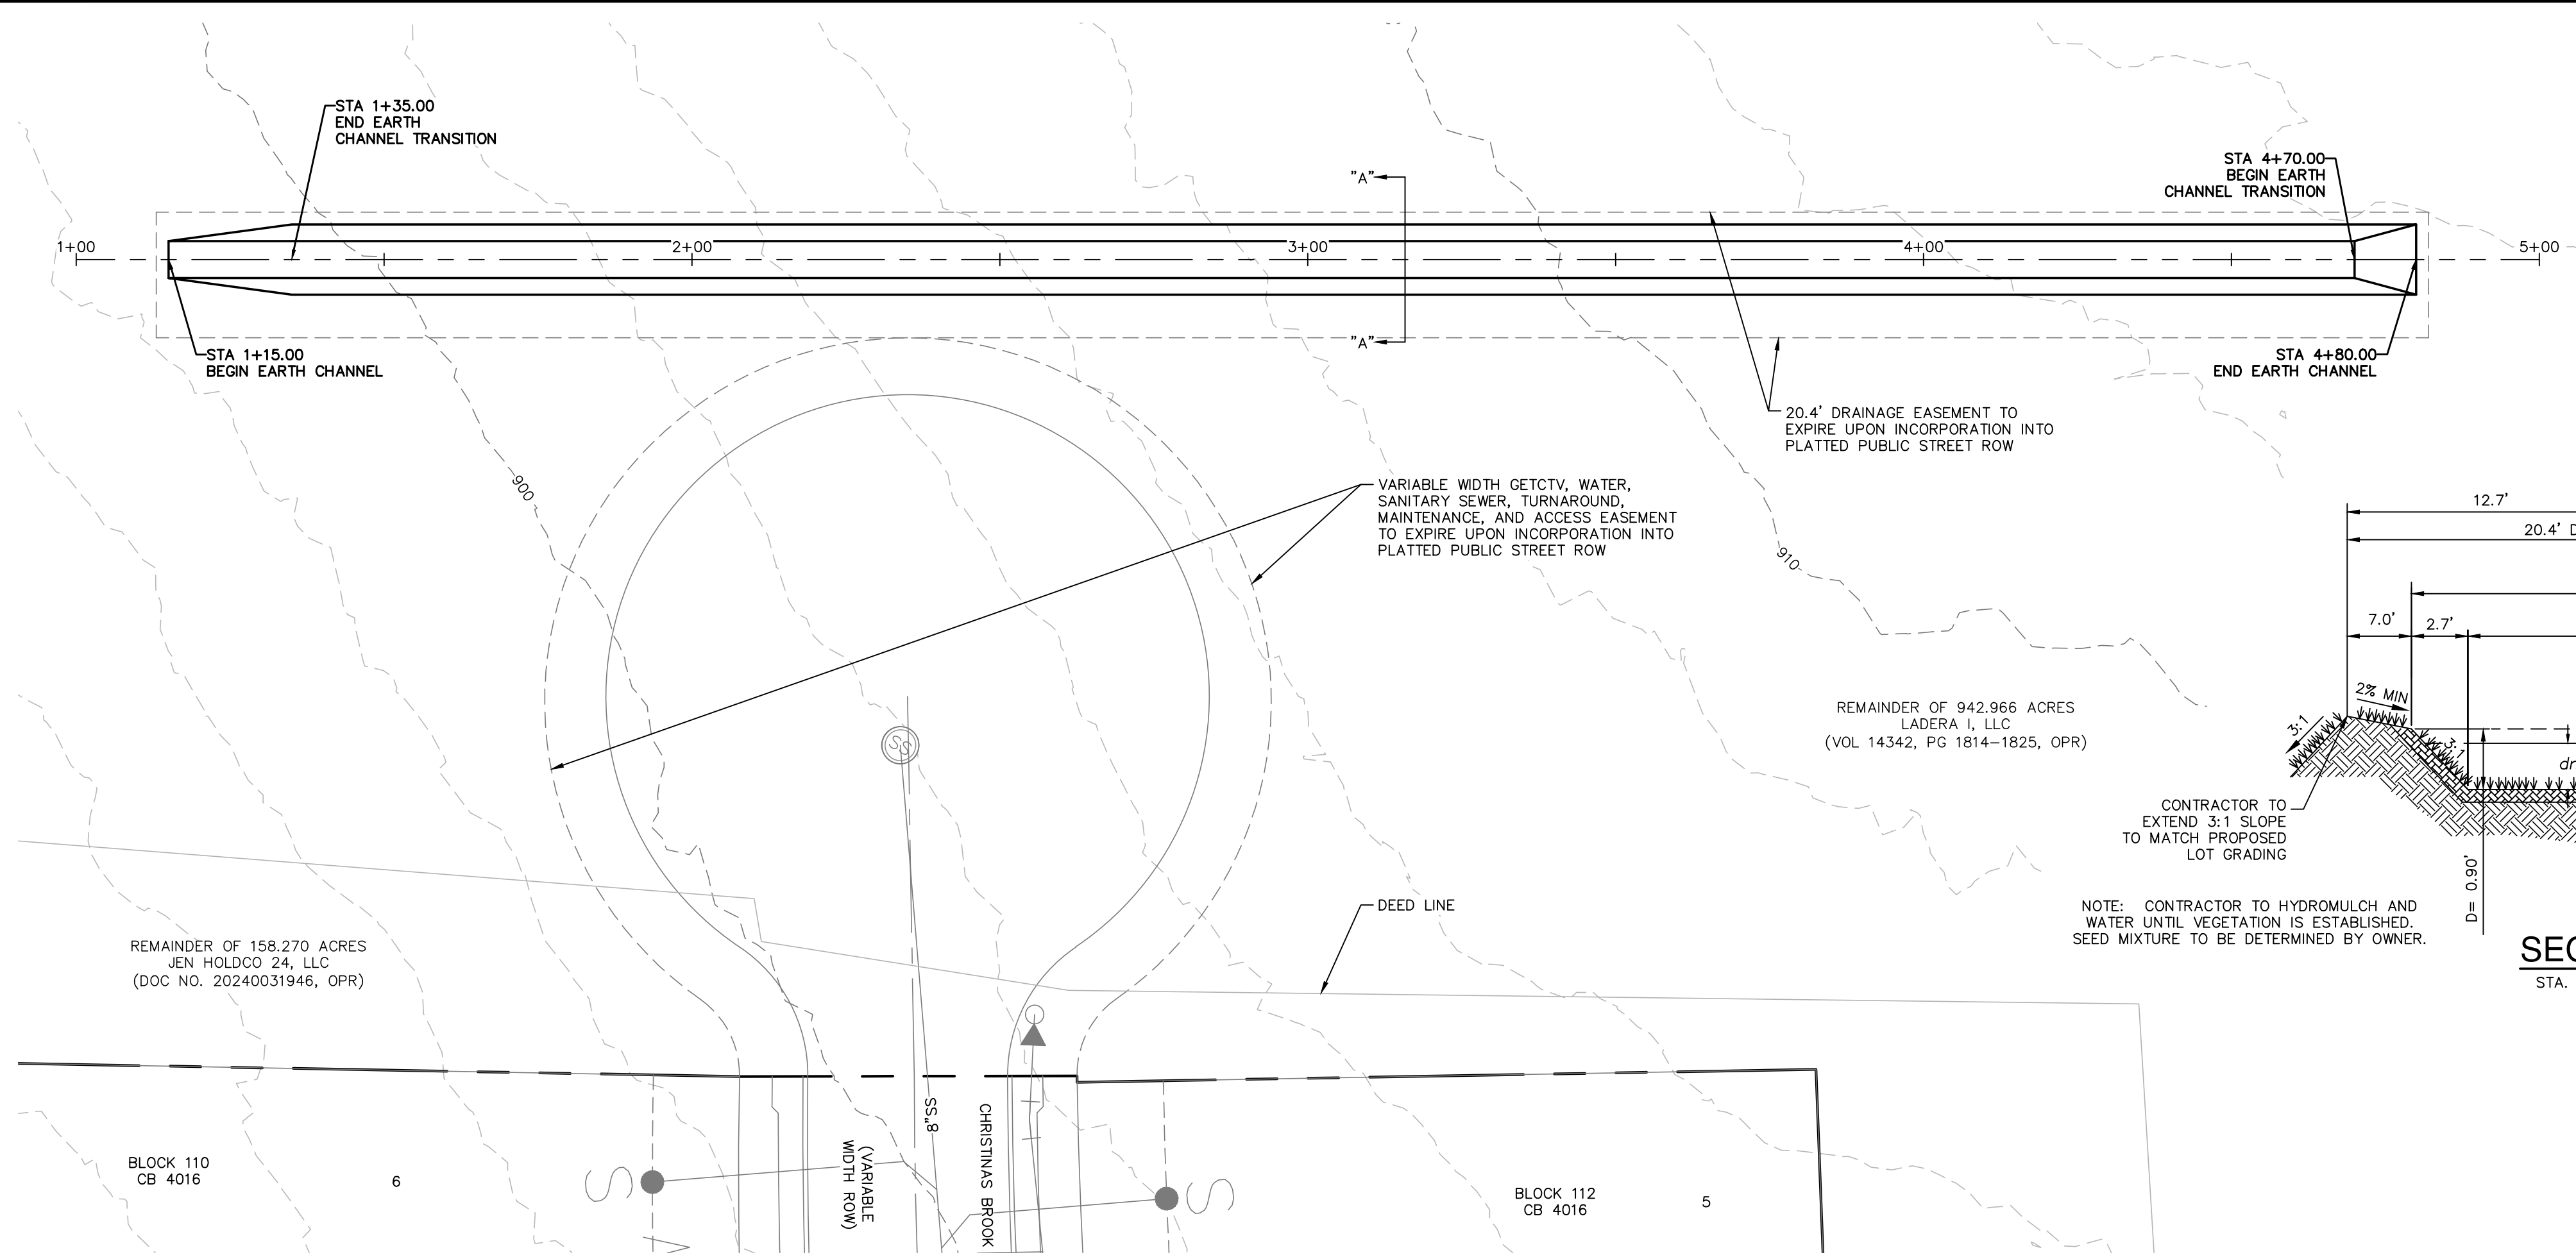 STA 1+35.00
END EARTH
CHANNEL TRANSITION
"A"
STA 4+70.00
BEGIN EARTH
CHANNEL TRANSITION
1+00
2+00
3+00
4+00
5+00
"A"
STA 1+15.00
BEGIN EARTH CHANNEL
STA 4+80.00
END EARTH CHANNEL
20.4' DRAINAGE EASEMENT TO
EXPIRE UPON INCORPORATION INTO
PLATTED PUBLIC STREET ROW
900
VARIABLE WIDTH GETCTV, WATER,
SANITARY SEWER, TURNAROUND,
MAINTENANCE, AND ACCESS EASEMENT
TO EXPIRE UPON INCORPORATION INTO
PLATTED PUBLIC STREET ROW
910
12.7'
20.4' D
7.0'
2.7'
2% MIN
3:1
3:1
dr
D= 0.90'
REMAINDER OF 942.966 ACRES
LADERA I, LLC
(VOL 14342, PG 1814–1825, OPR)
SS
CONTRACTOR TO
EXTEND 3:1 SLOPE
TO MATCH PROPOSED
LOT GRADING
NOTE: CONTRACTOR TO HYDROMULCH AND
WATER UNTIL VEGETATION IS ESTABLISHED.
SEED MIXTURE TO BE DETERMINED BY OWNER.
SEC
STA.
DEED LINE
REMAINDER OF 158.270 ACRES
JEN HOLDCO 24, LLC
(DOC NO. 20240031946, OPR)
8"SS
CHRISTINAS BROOK
(VARIABLE
WIDTH ROW)
BLOCK 110
CB 4016
6
S
S
BLOCK 112
CB 4016
5